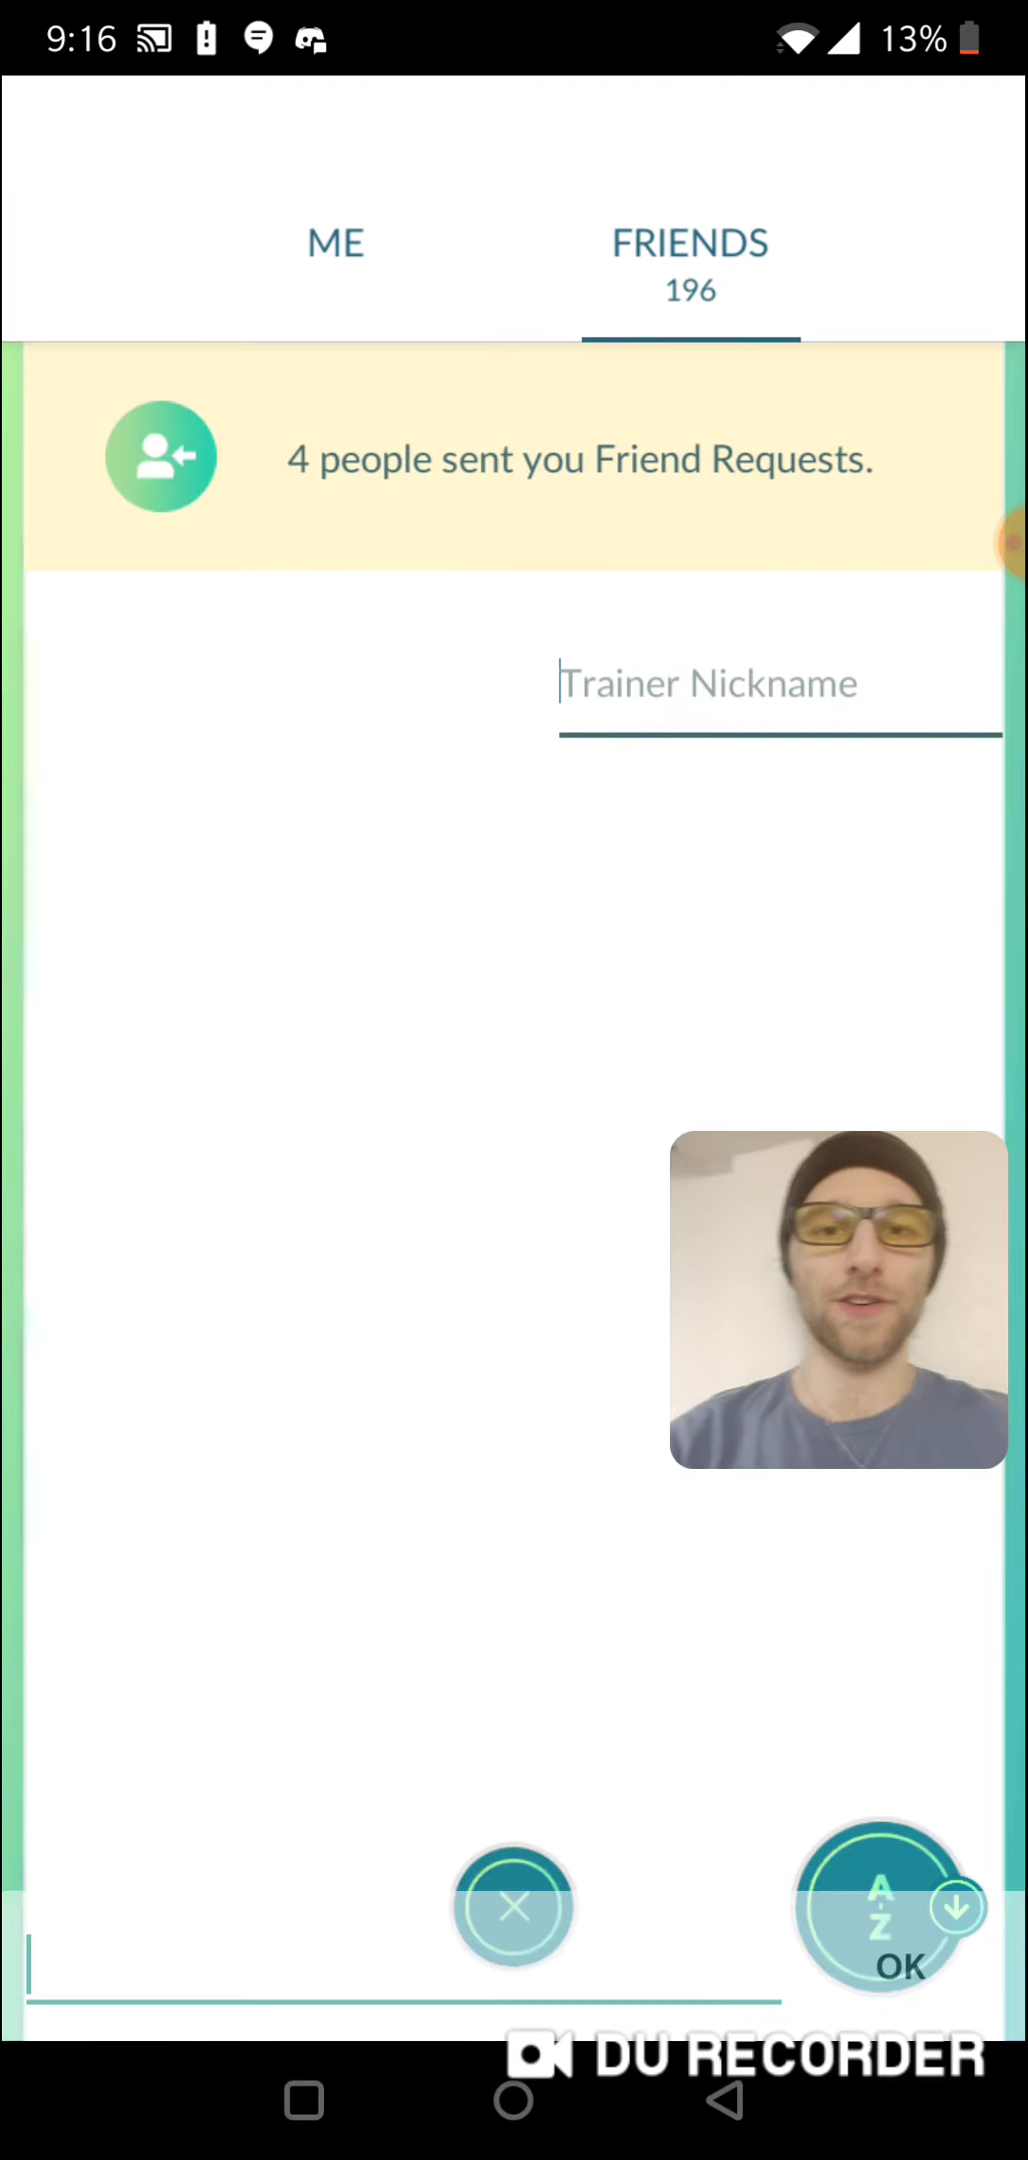 9:16 13%
ME FRIENDS
196
4 people sent you Friend Requests.
Trainer Nickname
A
Z
OK
DU RECORDER